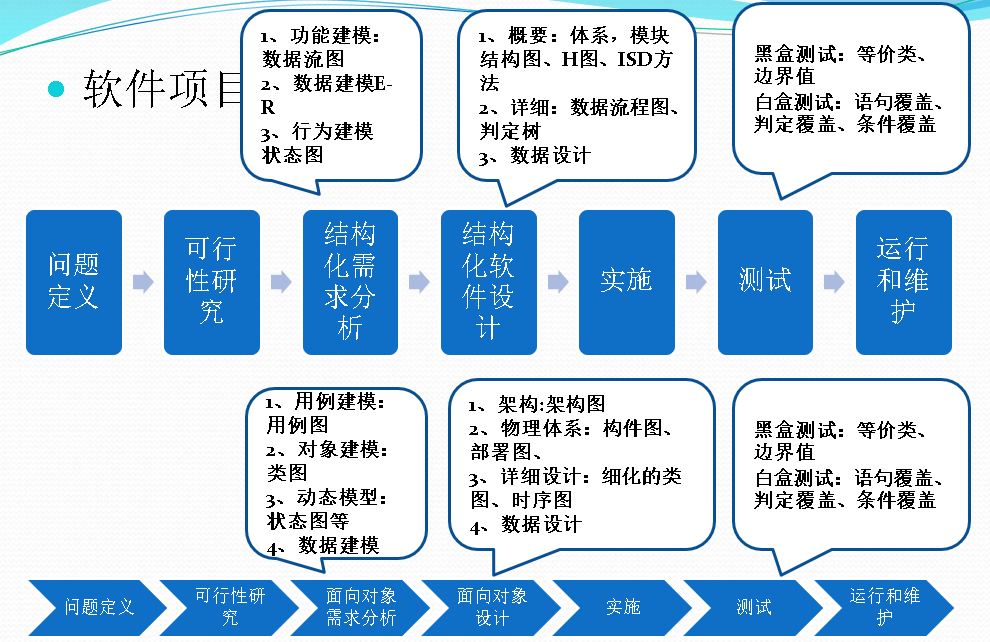 软件项目
1、功能建模：
数据流图
2、数据建模E-
R
3、行为建模
状态图
1、概要：体系，模块
结构图、H图、ISD方
法
2、详细：数据流程图、
判定树
3、数据设计
黑盒测试：等价类、
边界值
白盒测试：语句覆盖、
判定覆盖、条件覆盖
问题
定义
可行
性研
究
结构
化需
求分
析
结构
化软
件设
计
实施
测试
运行
和维
护
1、用例建模：
用例图
2、对象建模：
类图
3、动态模型：
状态图等
4、数据建模
1、架构:架构图
2、物理体系：构件图、
部署图、
3、详细设计：细化的类
图、时序图
4、数据设计
黑盒测试：等价类、
边界值
白盒测试：语句覆盖、
判定覆盖、条件覆盖
问题定义
可行性研
究
面向对象
需求分析
面向对象
设计
实施
测试
运行和维
护